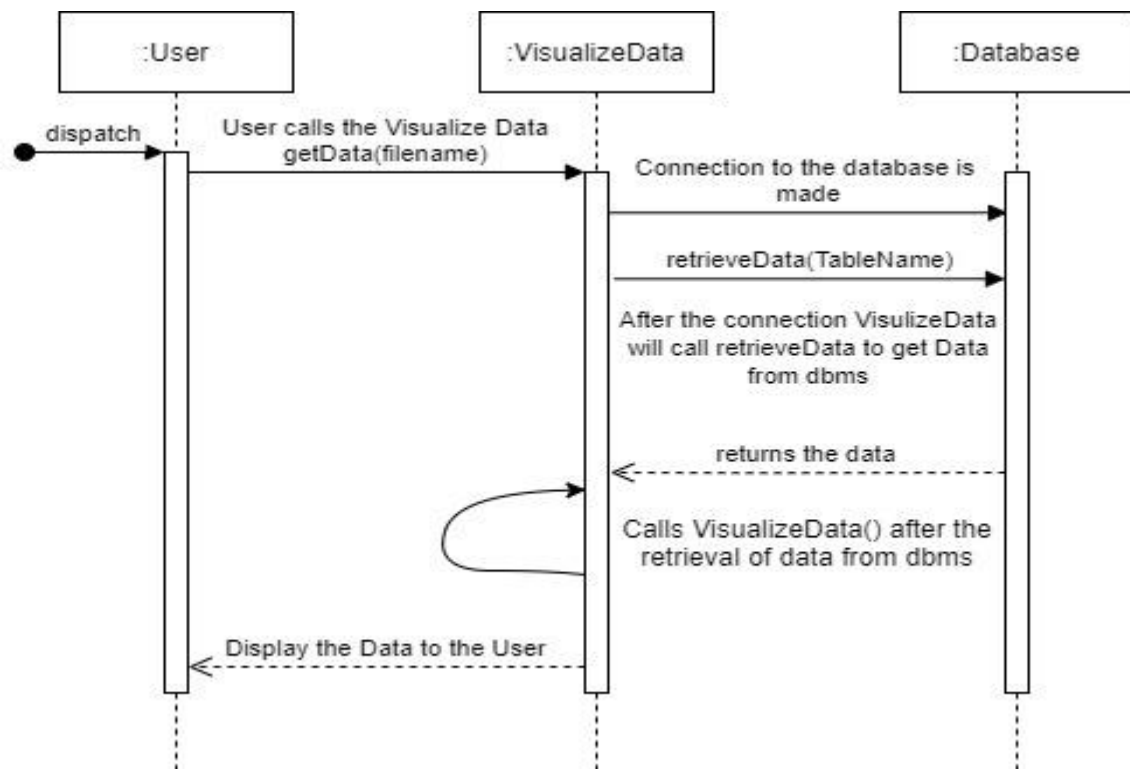 :User
:VisualizeData
:Database
dispatch
User calls the Visualize Data
getData(filename)
Connection to the database is
made
retrieveData(TableName)
After the connection VisulizeData
will call retrieveData to get Data
from dbms
returns the data
Calls VisualizeData() after the
retrieval of data from dbms
Display the Data to the User